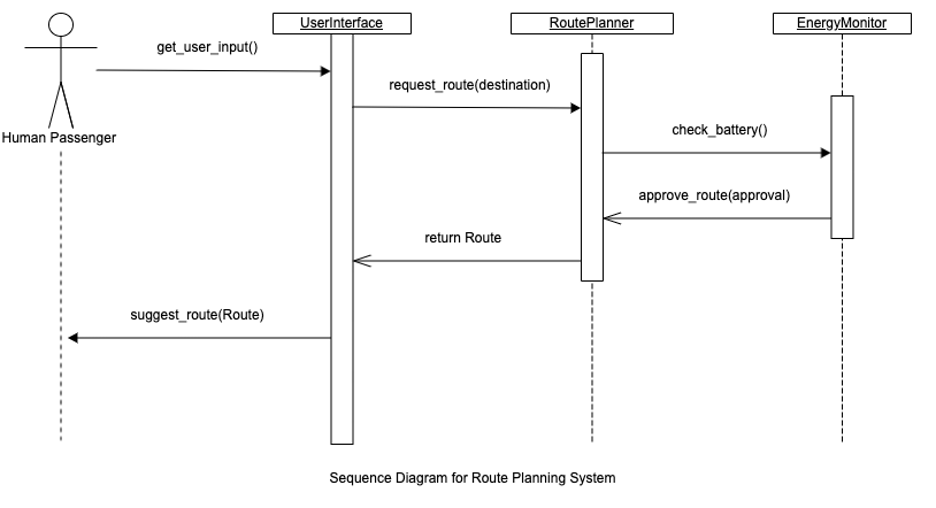 UserInterface
RoutePlanner
EnergyMonitor
get_user_input()
request_route(destination)
check_battery()
Human Passenger
approve_route(approval)
return Route
suggest_route(Route)
Sequence Diagram for Route Planning System